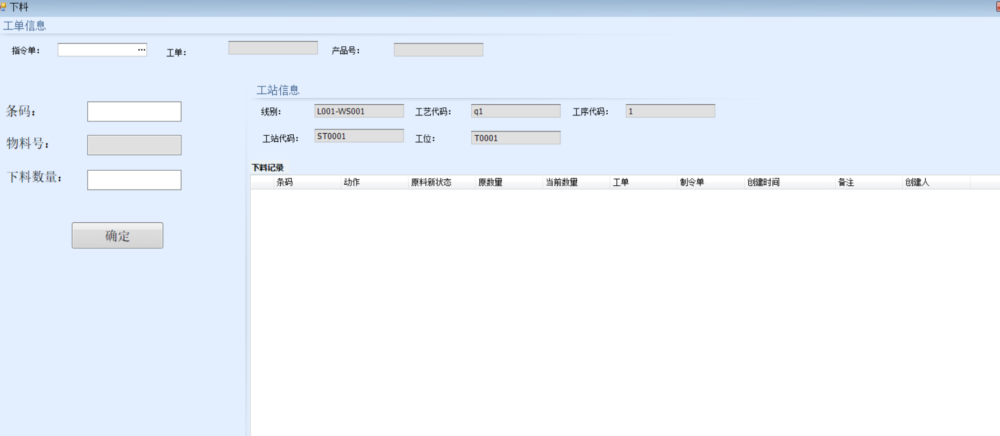 下料
工单信息
指令单： ... 工单： 产品号：
工站信息
条码： 线别： L001-WS001 工艺代码： q1 工序代码： 1
物料号： 工站代码： ST0001 工位： T0001
下料数量： 下料记录
条码 动作 原料新状态 原数量 当前数量 工单 制令单 创建时间 备注 创建人
确定